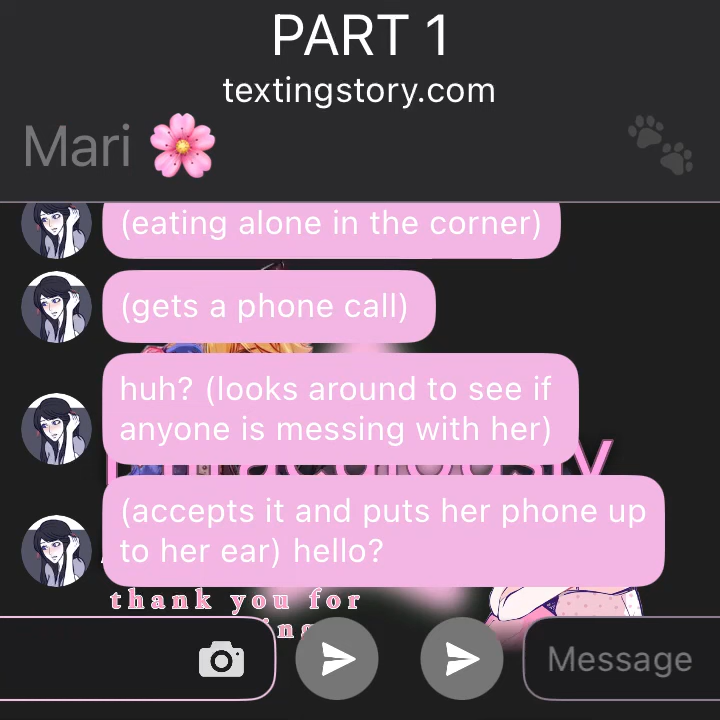 PART 1
textingstory.com
Mari 🌸
(eating alone in the corner)
(gets a phone call)
huh? (looks around to see if
anyone is messing with her)
(accepts it and puts her phone up
to her ear) hello?
thank you for
Message